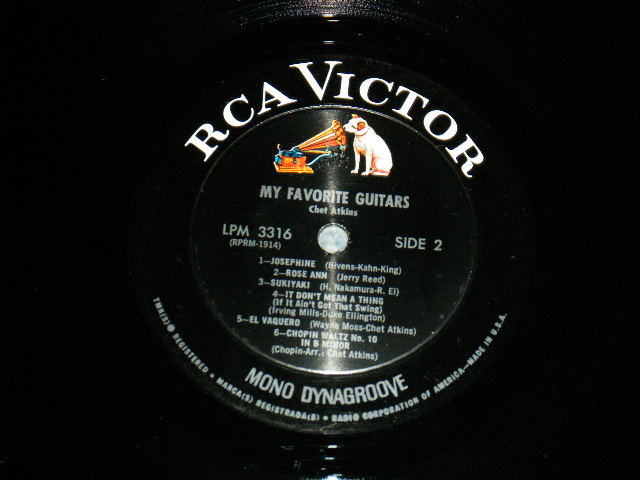 RCA VICTOR
MY FAVORITE GUITARS
Chet Atkins
LPM 3316
(RPRM-1914)
SIDE 2
1—JOSEPHINE (Bivens-Kahn-King)
2—ROSE ANN (Jerry Reed)
3—SUKIYAKI (H. Nakamura-R. Ei)
4—IT DON'T MEAN A THING
(If It Ain't Got That Swing)
(Irving Mills-Duke Ellington)
5—EL VAQUERO (Wayne Moss-Chet Atkins)
6—CHOPIN WALTZ No. 10
IN B MINOR
(Chopin-Arr.: Chet Atkins)
MONO DYNAGROOVE
TMK(S) ® REGISTERED • MARCA(S) REGISTRADA(S) • RADIO CORPORATION OF AMERICA—MADE IN U.S.A.